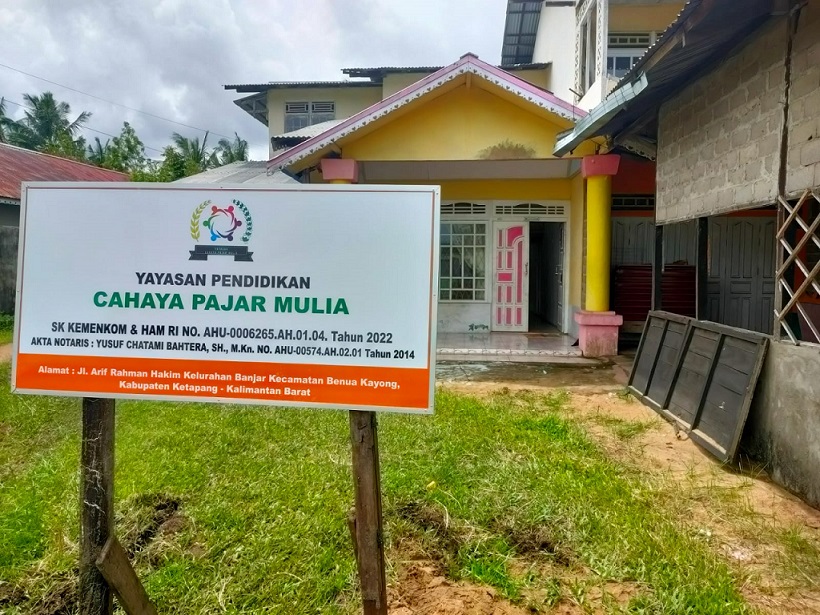 YAYASAN PENDIDIKAN
CAHAYA PAJAR MULIA
SK KEMENKOM & HAM RI NO. AHU-0006265.AH.01.04. Tahun 2022
AKTA NOTARIS : YUSUF CHATAMI BAHTERA, SH., M.Kn. NO. AHU-00574.AH.02.01 Tahun 2014
Alamat : Jl. Arif Rahman Hakim Kelurahan Banjar Kecamatan Benua Kayong,
Kabupaten Ketapang - Kalimantan Barat